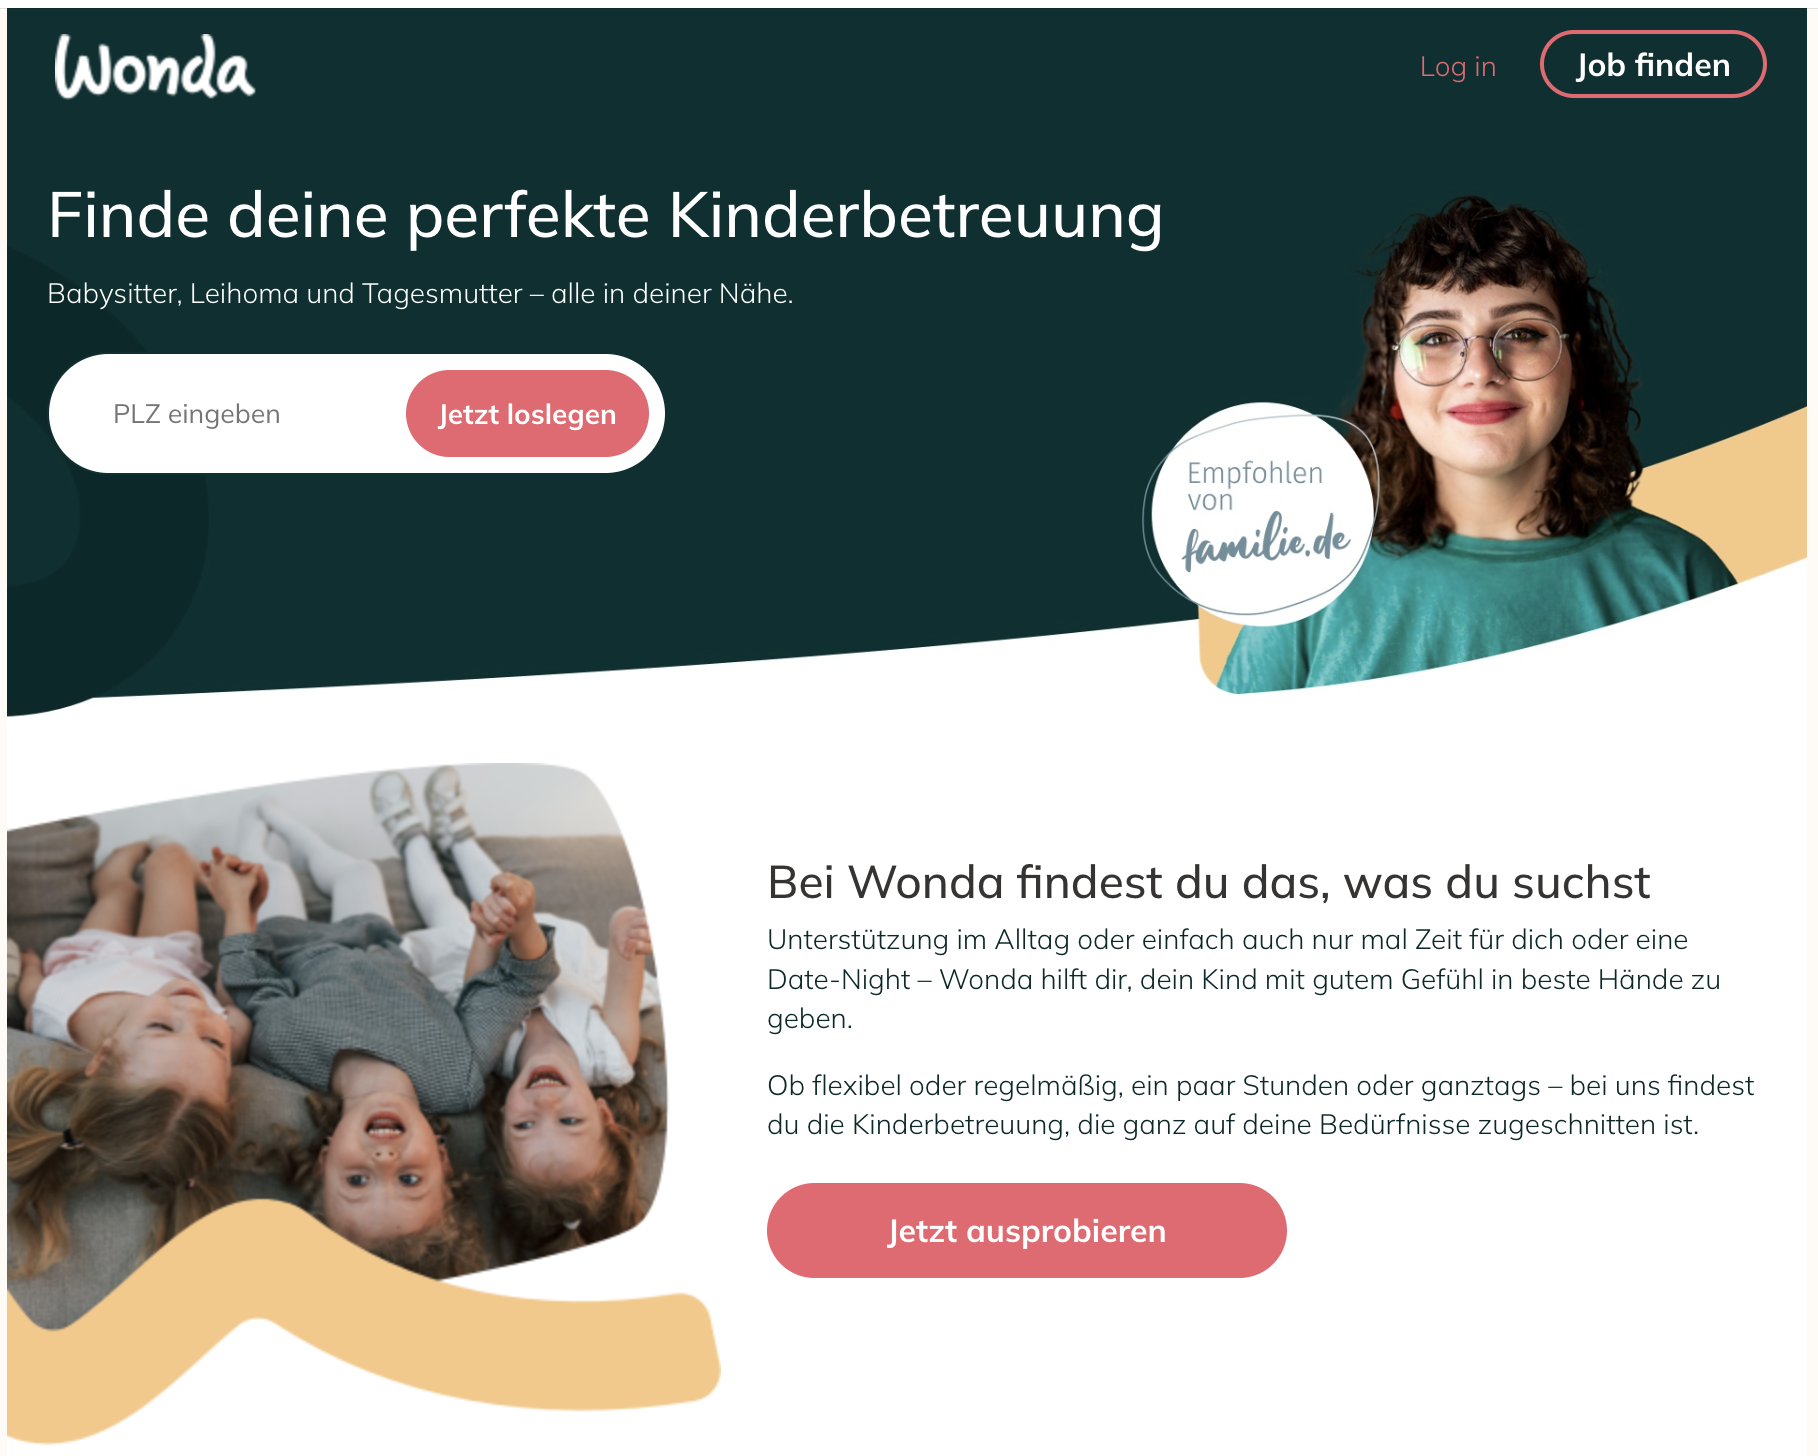 Wonda
Log in
Job finden
Finde deine perfekte Kinderbetreuung
Babysitter, Leihoma und Tagesmutter – alle in deiner Nähe.
PLZ eingeben
Jetzt loslegen
Empfohlen
von
familie.de
Bei Wonda findest du das, was du suchst
Unterstützung im Alltag oder einfach auch nur mal Zeit für dich oder eine
Date-Night – Wonda hilft dir, dein Kind mit gutem Gefühl in beste Hände zu
geben.
Ob flexibel oder regelmäßig, ein paar Stunden oder ganztags – bei uns findest
du die Kinderbetreuung, die ganz auf deine Bedürfnisse zugeschnitten ist.
Jetzt ausprobieren